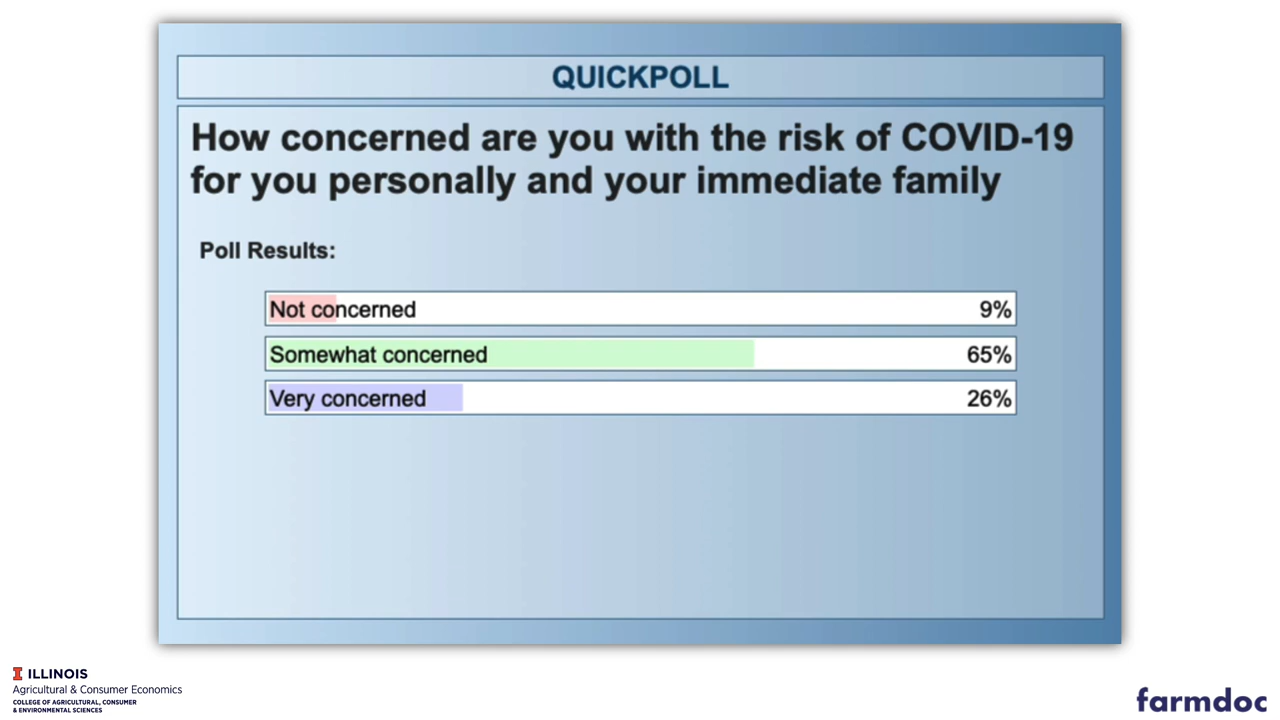 QUICKPOLL
How concerned are you with the risk of COVID-19
for you personally and your immediate family
Poll Results:
Not concerned 9%
Somewhat concerned 65%
Very concerned 26%
I ILLINOIS
Agricultural & Consumer Economics
COLLEGE OF AGRICULTURAL, CONSUMER
& ENVIRONMENTAL SCIENCES
farmdoc